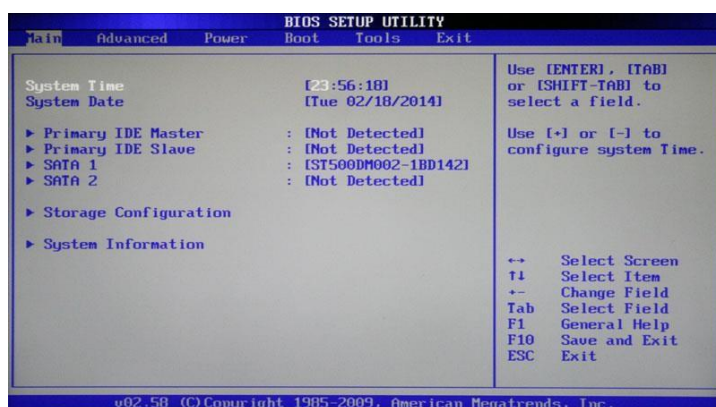 BIOS SETUP UTILITY
Main Advanced Power Boot Tools Exit
System Time [23:56:18]
System Date [Tue 02/18/2014]
▶ Primary IDE Master : [Not Detected]
▶ Primary IDE Slave : [Not Detected]
▶ SATA 1 : [ST500DM002-1BD142]
▶ SATA 2 : [Not Detected]
▶ Storage Configuration
▶ System Information
Use [ENTER], [TAB]
or [SHIFT-TAB] to
select a field.
Use [+] or [-] to
configure system Time.
↔ Select Screen
↑↓ Select Item
+- Change Field
Tab Select Field
F1 General Help
F10 Save and Exit
ESC Exit
v02.58 (C)Copyright 1985-2009, American Megatrends, Inc.